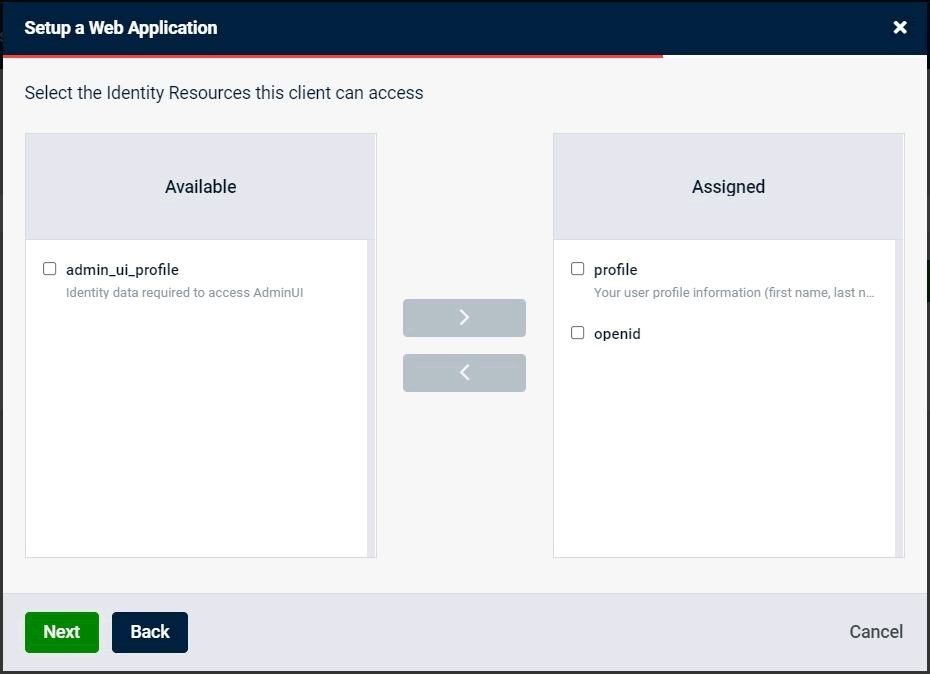 Setup a Web Application
Select the Identity Resources this client can access
Available
Assigned
admin_ui_profile
Identity data required to access AdminUI
profile
Your user profile information (first name, last n...
openid
Next
Back
Cancel